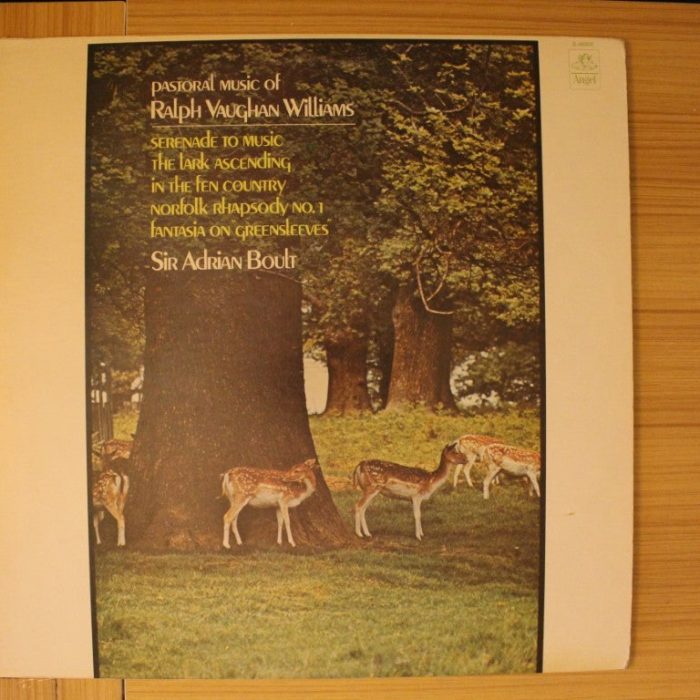 PASTORAL MUSIC OF
RALPH VAUGHAN WILLIAMS
SERENADE TO MUSIC
THE LARK ASCENDING
IN THE FEN COUNTRY
NORFOLK RHAPSODY NO. 1
FANTASIA ON "GREENSLEEVES"
SIR ADRIAN BOULT
Angel